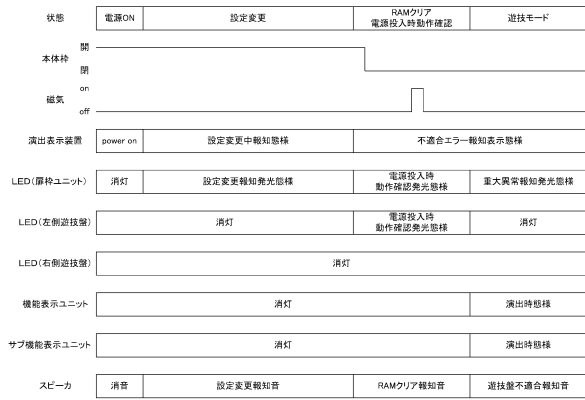 状態 電源ON 設定変更 RAMクリア 遊技モード
電源投入時動作確認
本体枠 開
閉
磁気 on
off
演出表示装置 power on 設定変更中報知態様 不適合エラー報知表示態様
LED(扉枠ユニット) 消灯 設定変更報知発光態様 電源投入時 重大異常報知発光態様
動作確認発光態様
LED(左側遊技盤) 消灯 電源投入時 消灯
動作確認発光態様
LED(右側遊技盤) 消灯
機能表示ユニット 消灯 演出時態様
サブ機能表示ユニット 消灯 演出時態様
スピーカ 消音 設定変更報知音 RAMクリア報知音 遊技盤不適合報知音